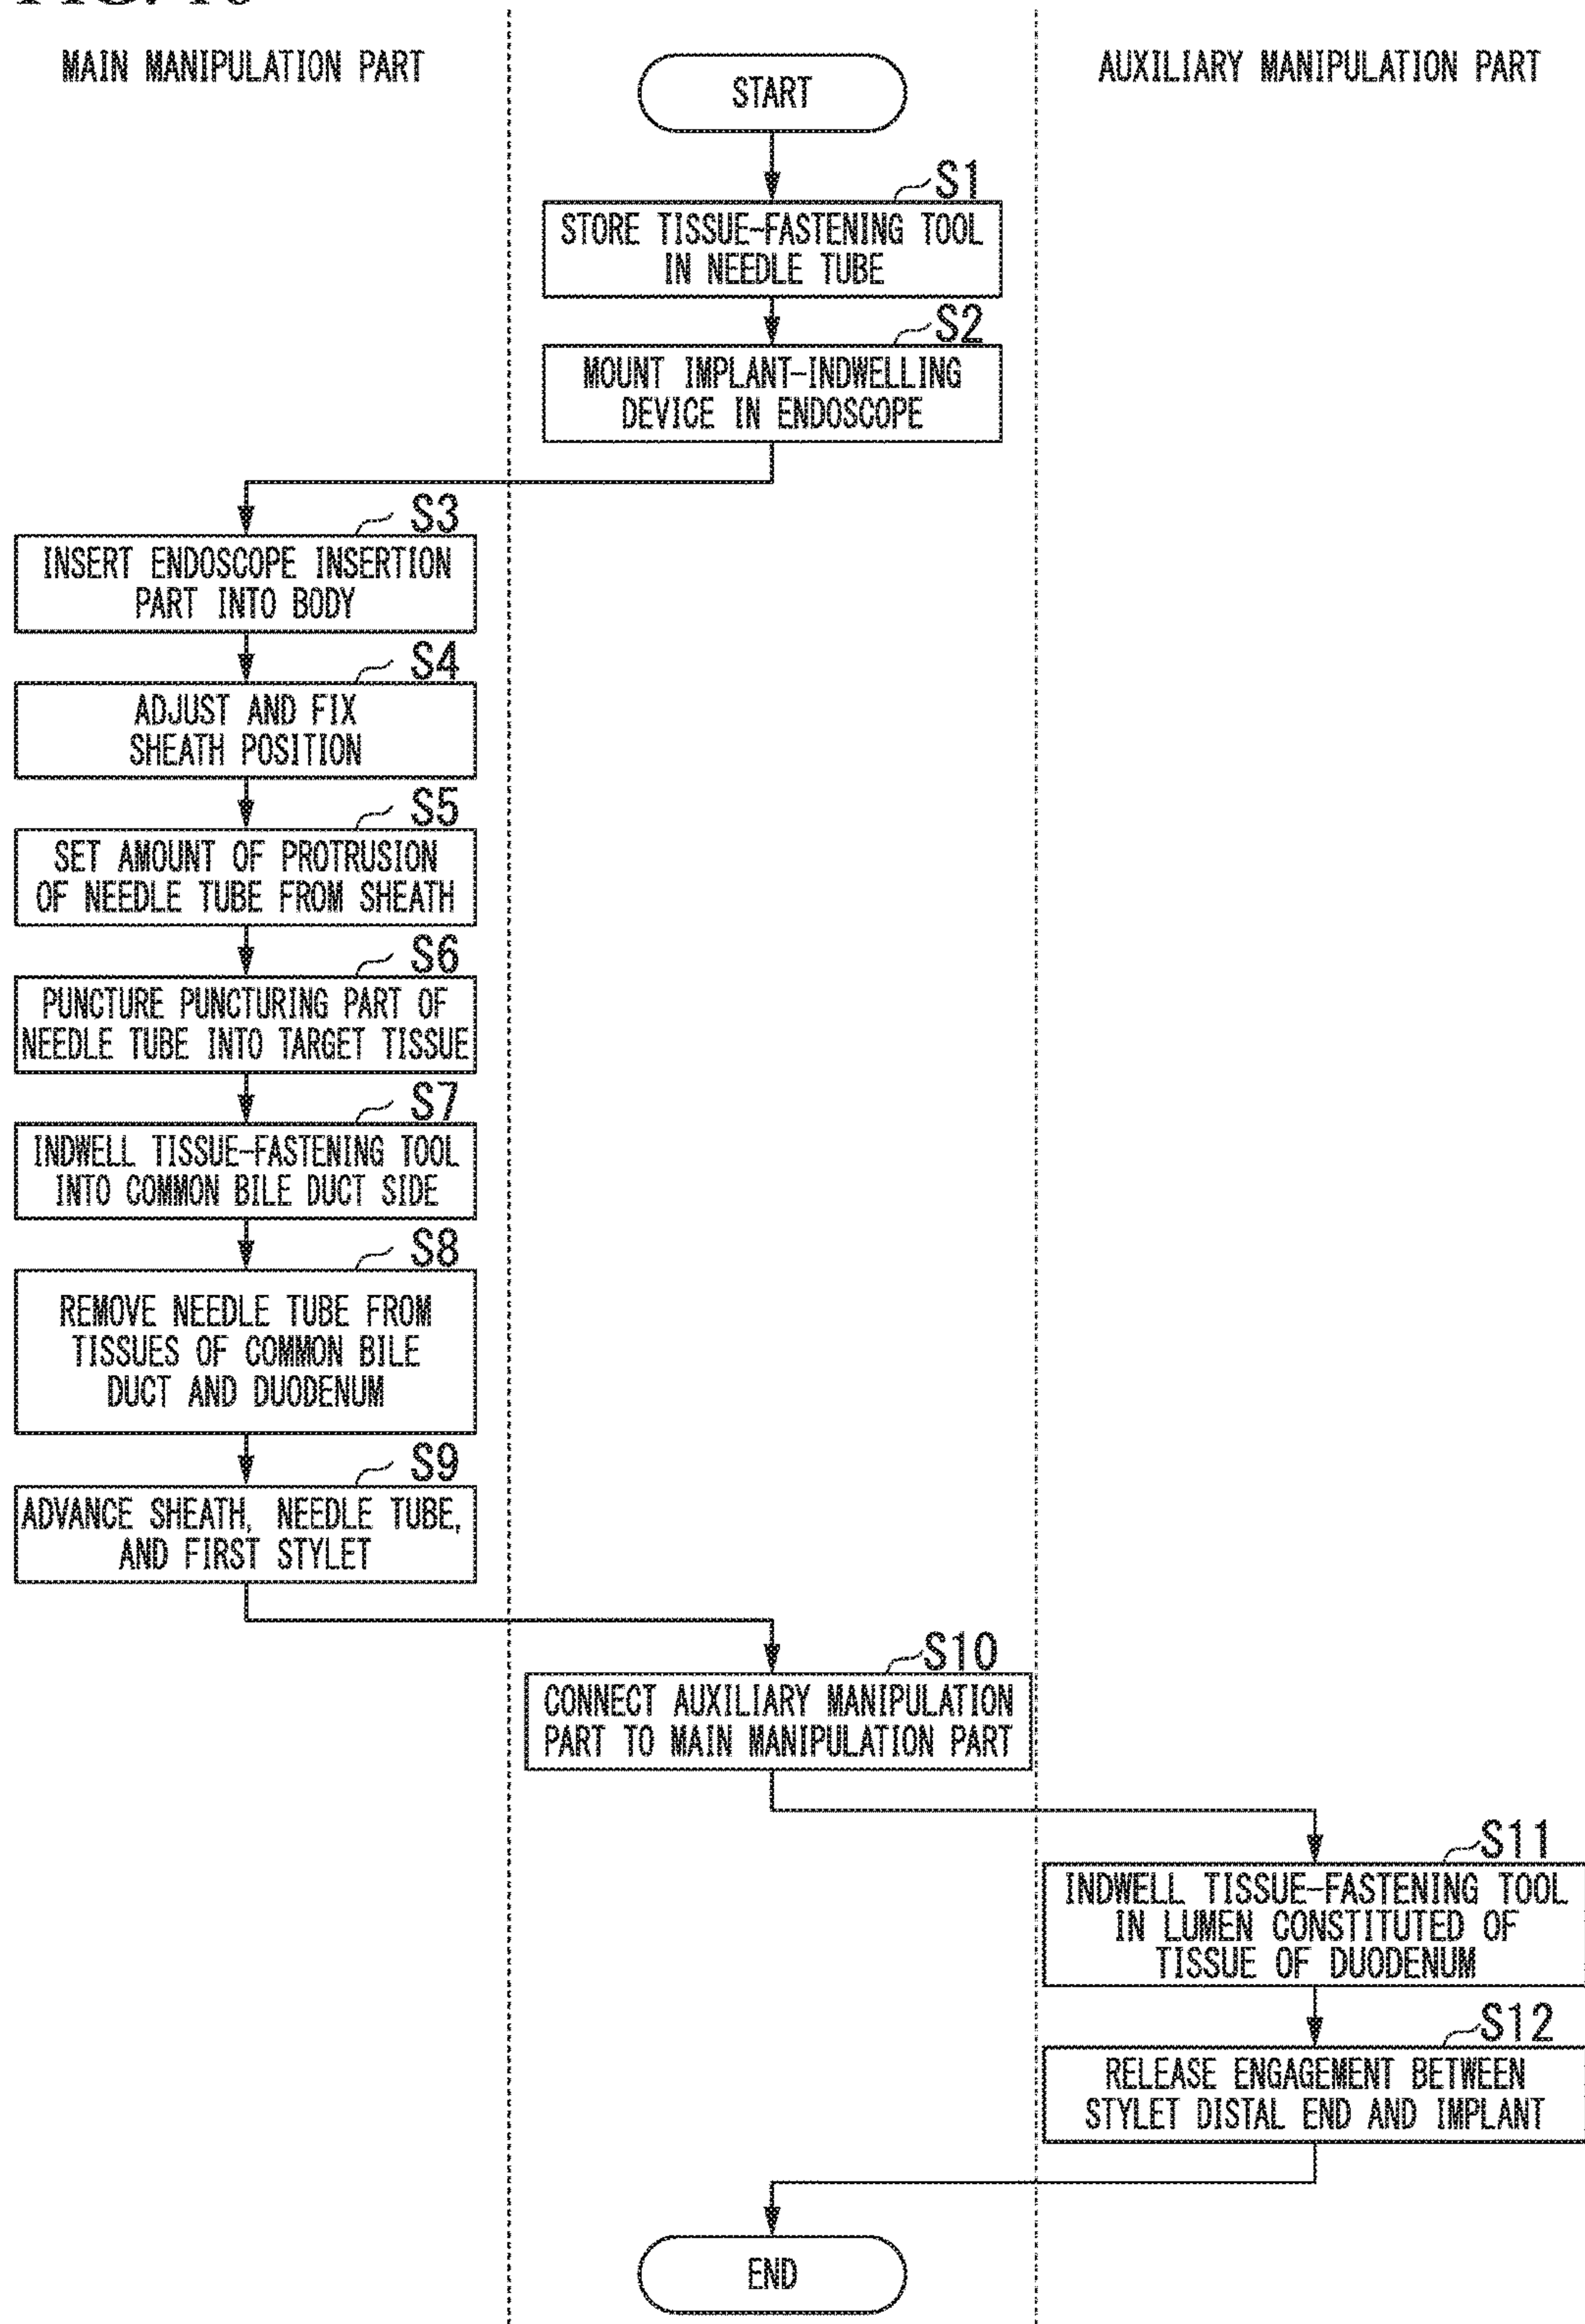 MAIN MANIPULATION PART
AUXILIARY MANIPULATION PART
START
S1
STORE TISSUE-FASTENING TOOL
IN NEEDLE TUBE
S2
MOUNT IMPLANT-INDWELLING
DEVICE IN ENDOSCOPE
S3
INSERT ENDOSCOPE INSERTION
PART INTO BODY
S4
ADJUST AND FIX
SHEATH POSITION
S5
SET AMOUNT OF PROTRUSION
OF NEEDLE TUBE FROM SHEATH
S6
PUNCTURE PUNCTURING PART OF
NEEDLE TUBE INTO TARGET TISSUE
S7
INDWELL TISSUE-FASTENING TOOL
INTO COMMON BILE DUCT SIDE
S8
REMOVE NEEDLE TUBE FROM
TISSUES OF COMMON BILE
DUCT AND DUODENUM
S9
ADVANCE SHEATH, NEEDLE TUBE,
AND FIRST STYLET
S10
CONNECT AUXILIARY MANIPULATION
PART TO MAIN MANIPULATION PART
S11
INDWELL TISSUE-FASTENING TOOL
IN LUMEN CONSTITUTED OF
TISSUE OF DUODENUM
S12
RELEASE ENGAGEMENT BETWEEN
STYLET DISTAL END AND IMPLANT
END